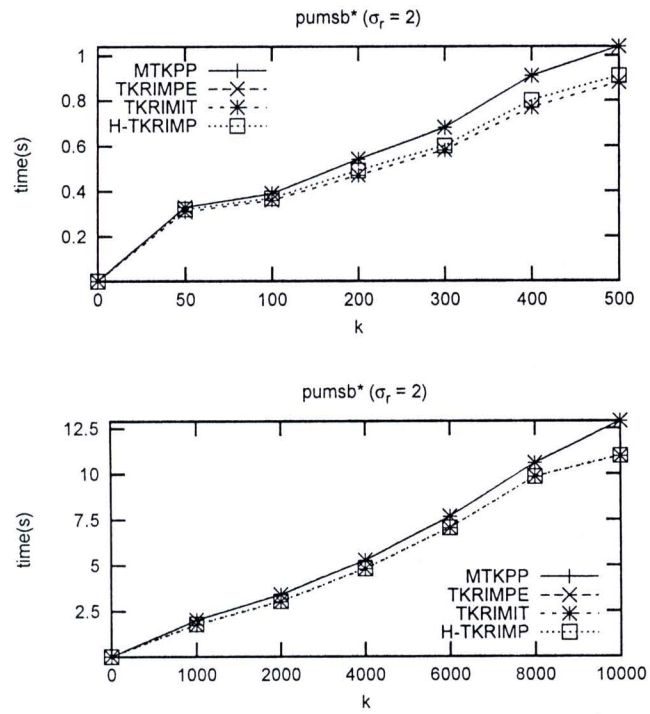 pumsb* (σr = 2)
1
0.8
0.6
0.4
0.2
time(s)
MTKPP
TKRIMPE
TKRIMIT
H-TKRIMP
0 50 100 200 300 400 500
k
pumsb* (σr = 2)
12.5
10
7.5
5
2.5
time(s)
MTKPP
TKRIMPE
TKRIMIT
H-TKRIMP
0 1000 2000 4000 6000 8000 10000
k